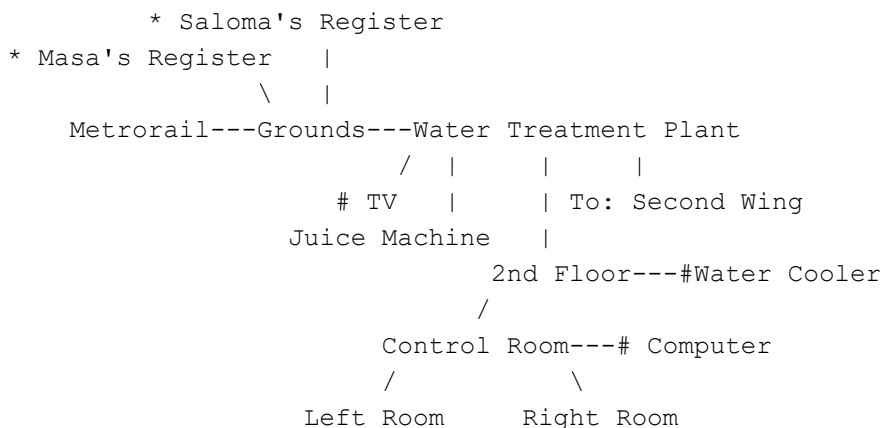 * Saloma's Register
* Masa's Register |
\ |
Metrorail---Grounds---Water Treatment Plant
/ | | |
# TV | | To: Second Wing
Juice Machine |
2nd Floor---#Water Cooler
/
Control Room---# Computer
/ \
Left Room Right Room